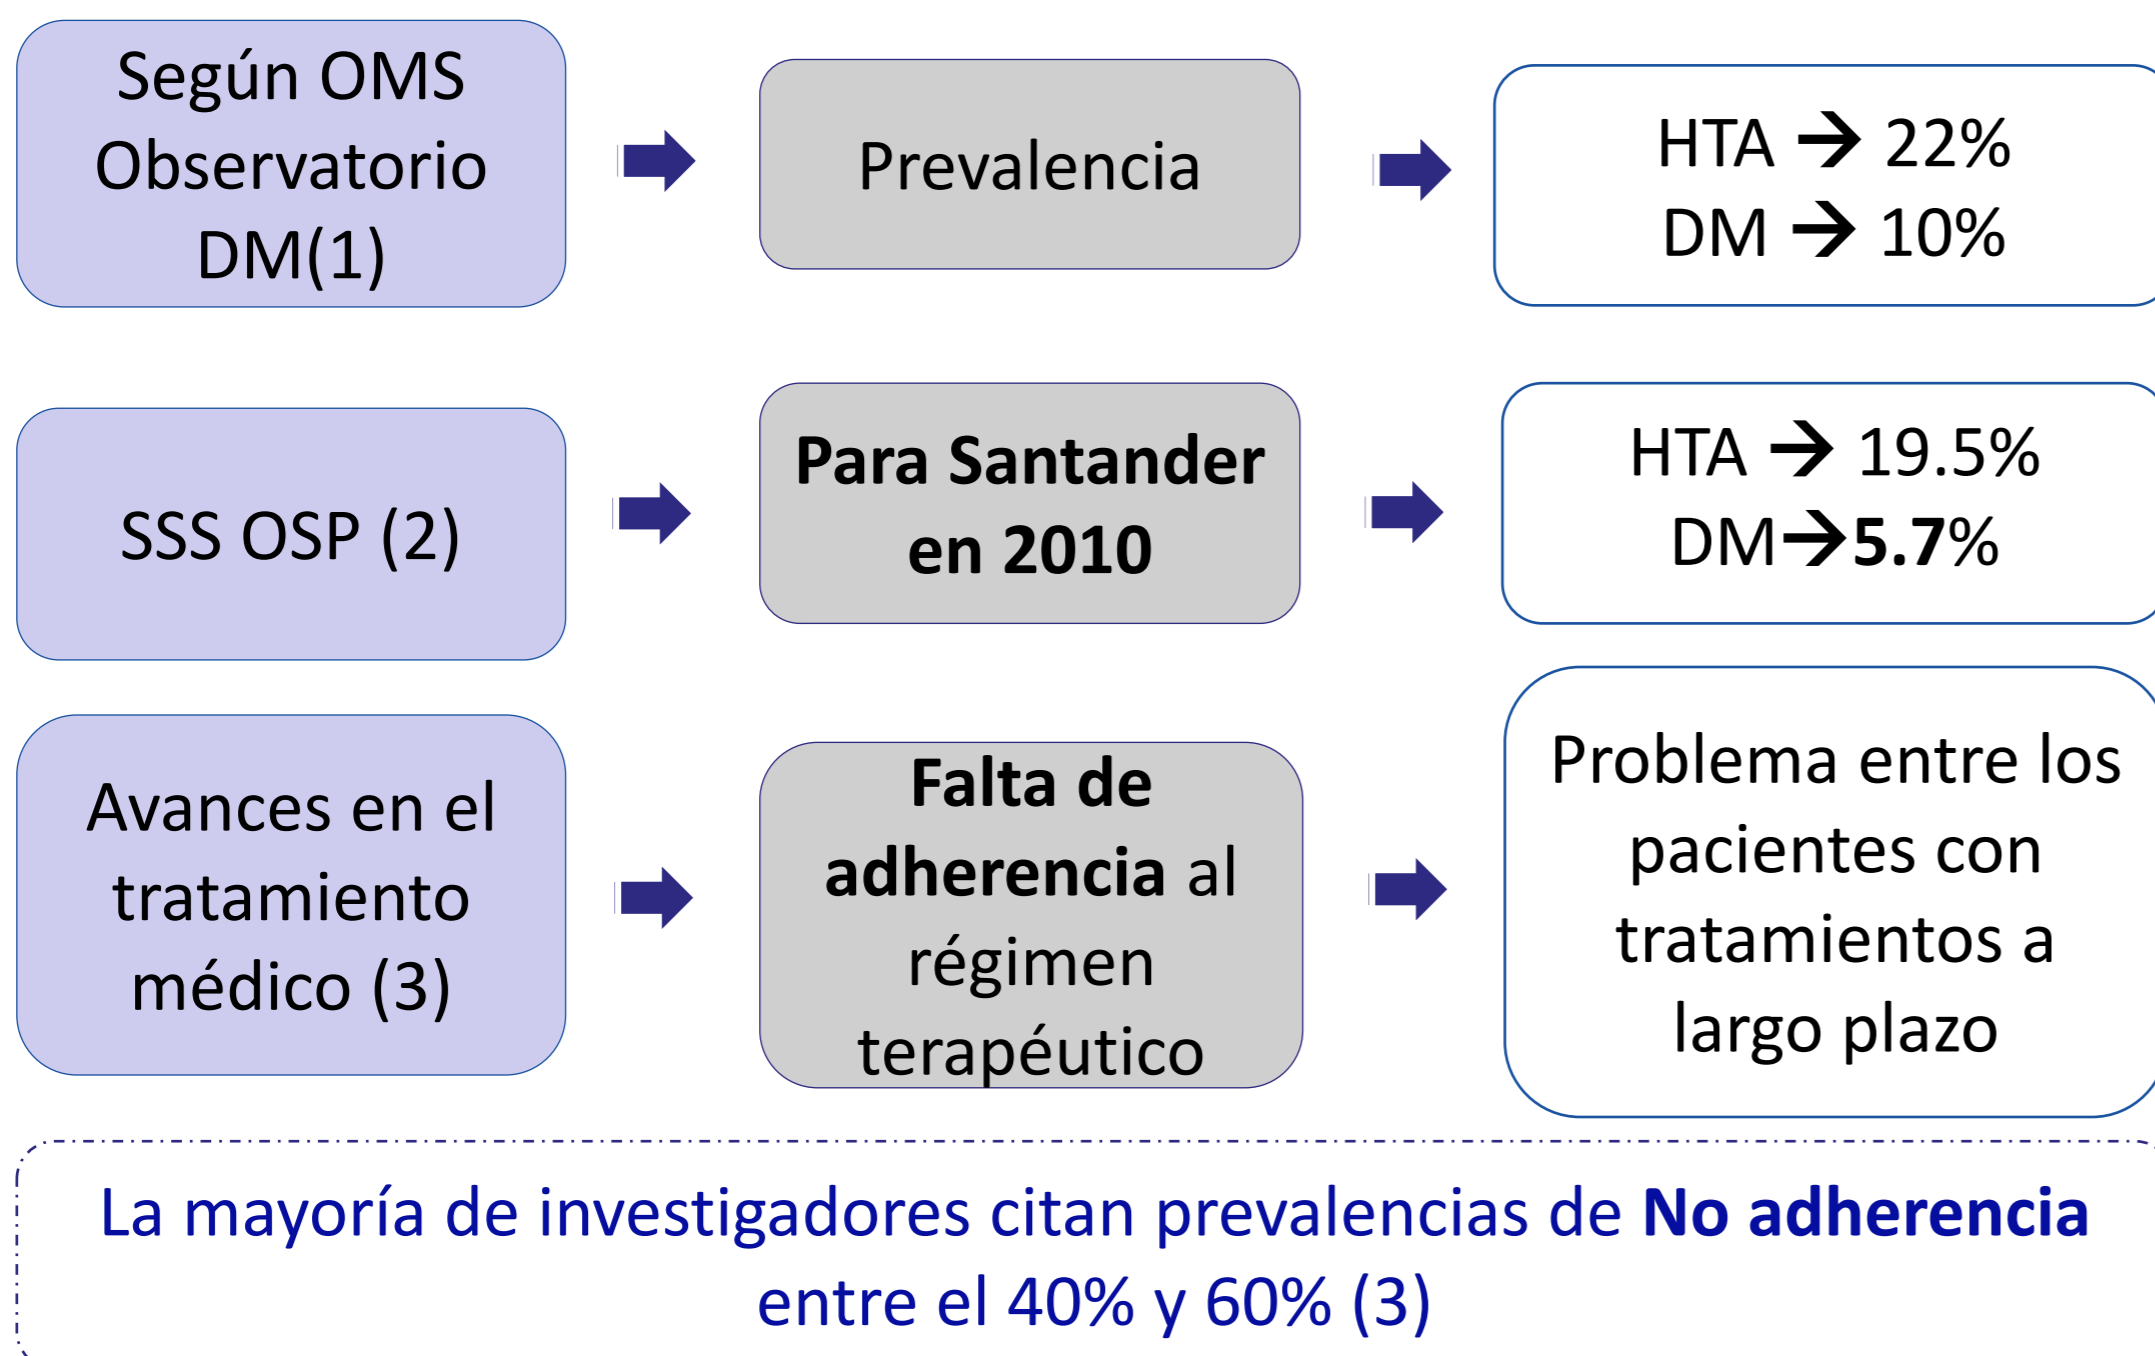 Según OMS
Observatorio
DM(1)
Prevalencia
HTA → 22%
DM → 10%
SSS OSP (2)
Para Santander
en 2010
HTA → 19.5%
DM→5.7%
Avances en el
tratamiento
médico (3)
Falta de
adherencia al
régimen
terapéutico
Problema entre los
pacientes con
tratamientos a
largo plazo
La mayoría de investigadores citan prevalencias de No adherencia
entre el 40% y 60% (3)